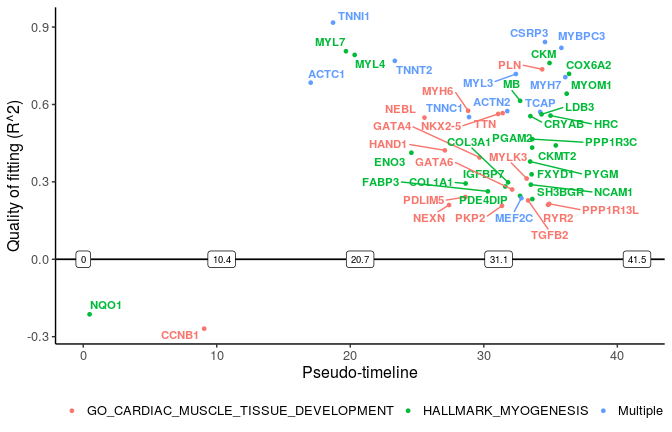 0.9
0.6
0.3
0.0
-0.3
Quality of fitting (R^2)
TNNI1
MYL7
MYL4
TNNT2
ACTC1
CSRP3
MYBPC3
CKM
PLN
COX6A2
MYL3
MYH7
MB
MYOM1
MYH6
NEBL
TNNC1
ACTN2
TCAP
LDB3
GATA4
NKX2-5
TTN
CRYAB
HRC
HAND1
COL3A1
PGAM2
PPP1R3C
ENO3
GATA6
MYLK3
CKMT2
FABP3
COL1A1
IGFBP7
FXYD1
PYGM
PDLIM5
PDE4DIP
SH3BGR
NCAM1
NEXN
PKP2
MEF2C
RYR2
PPP1R13L
TGFB2
0
10.4
20.7
31.1
41.5
NQO1
CCNB1
0
10
20
30
40
Pseudo-timeline
GO_CARDIAC_MUSCLE_TISSUE_DEVELOPMENT
HALLMARK_MYOGENESIS
Multiple